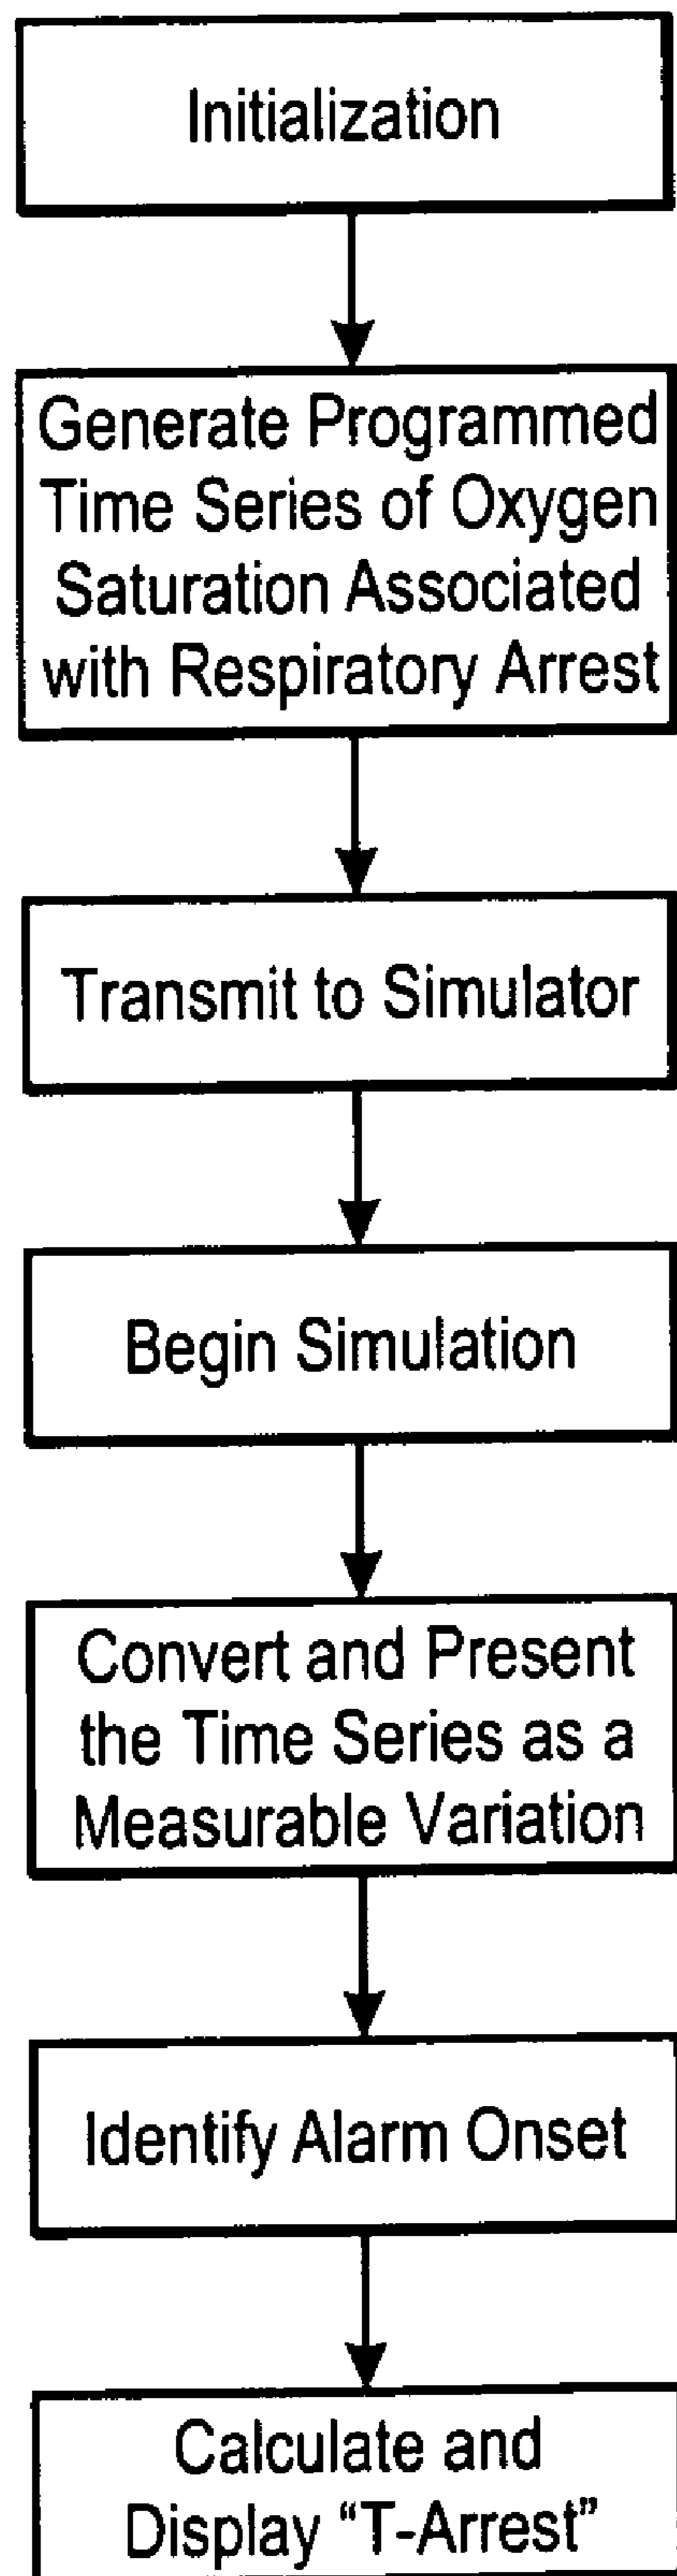 Initialization
Generate Programmed
Time Series of Oxygen
Saturation Associated
with Respiratory Arrest
Transmit to Simulator
Begin Simulation
Convert and Present
the Time Series as a
Measurable Variation
Identify Alarm Onset
Calculate and
Display “T-Arrest”